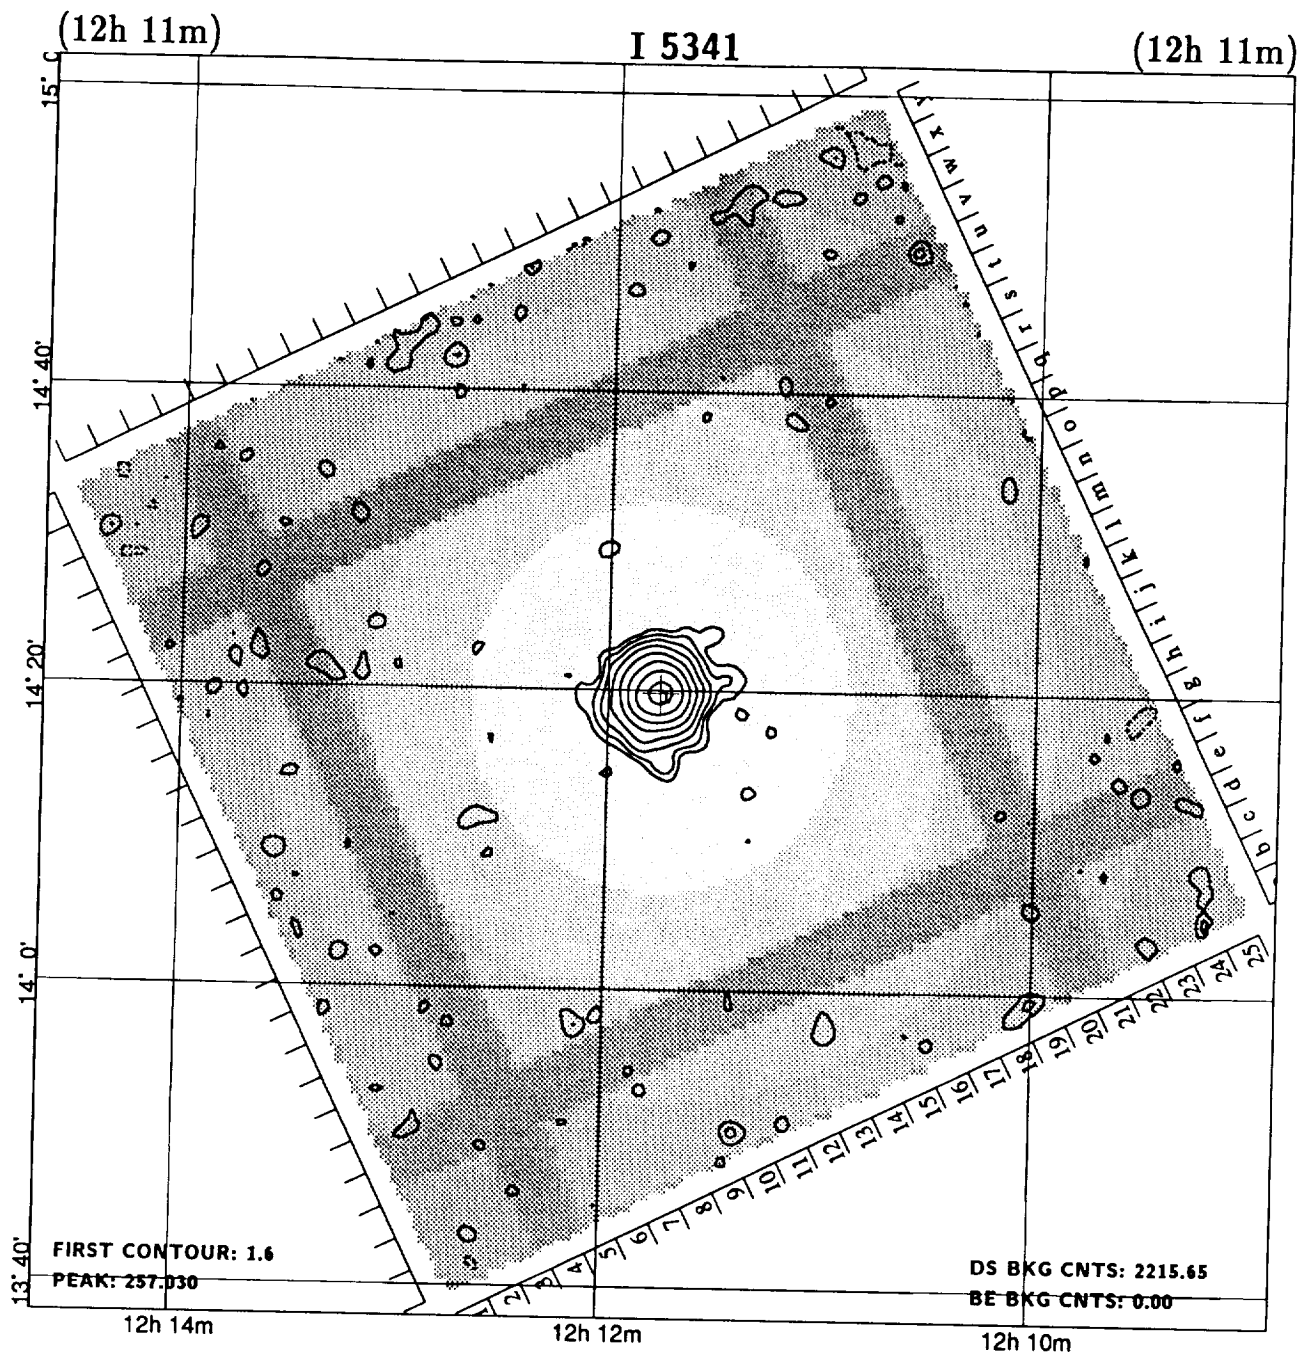 (12h 11m)
I 5341
(12h 11m)
15° 0
14° 40'
14° 20'
14° 0'
13° 40'
y x w v u t s r q p o n m l k j i h g f e d c b
1 2 3 4 5 6 7 8 9 10 11 12 13 14 15 16 17 18 19 20 21 22 23 24 25
FIRST CONTOUR: 1.6
PEAK: 257.030
DS BKG CNTS: 2215.65
BE BKG CNTS: 0.00
12h 14m
12h 12m
12h 10m